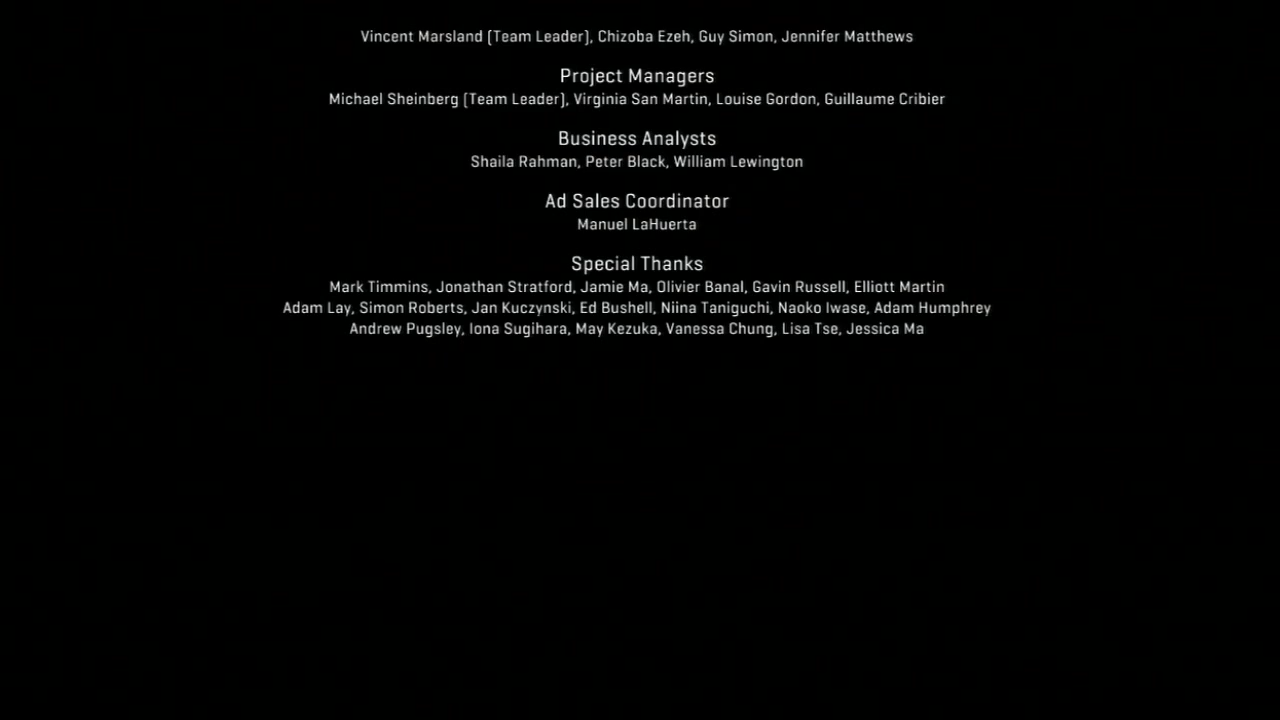 Vincent Marsland (Team Leader), Chizoba Ezeh, Guy Simon, Jennifer Matthews
Project Managers
Michael Sheinberg (Team Leader), Virginia San Martin, Louise Gordon, Guillaume Cribier
Business Analysts
Shaila Rahman, Peter Black, William Lewington
Ad Sales Coordinator
Manuel LaHuerta
Special Thanks
Mark Timmins, Jonathan Stratford, Jamie Ma, Olivier Banal, Gavin Russell, Elliott Martin
Adam Lay, Simon Roberts, Jan Kuczynski, Ed Bushell, Niina Taniguchi, Naoko Iwase, Adam Humphrey
Andrew Pugsley, Iona Sugihara, May Kezuka, Vanessa Chung, Lisa Tse, Jessica Ma